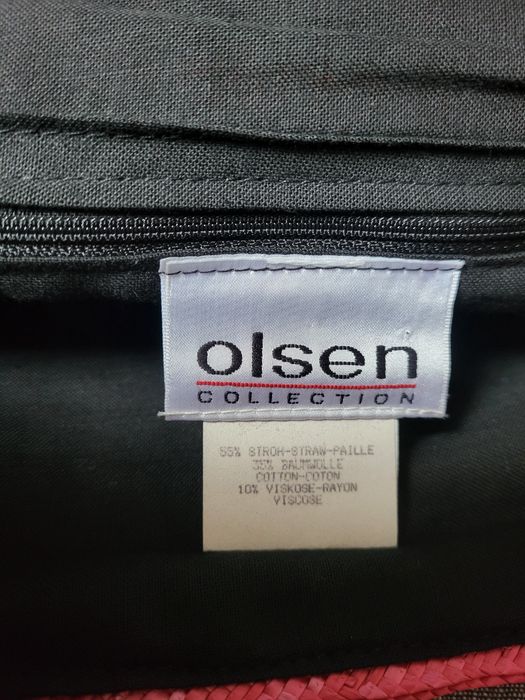 olsen
COLLECTION
55% STROH-STRAW-PAILLE
35% BAUMWOLLE
COTTON-COTON
10% VISKOSE-RAYON
VISCOSE